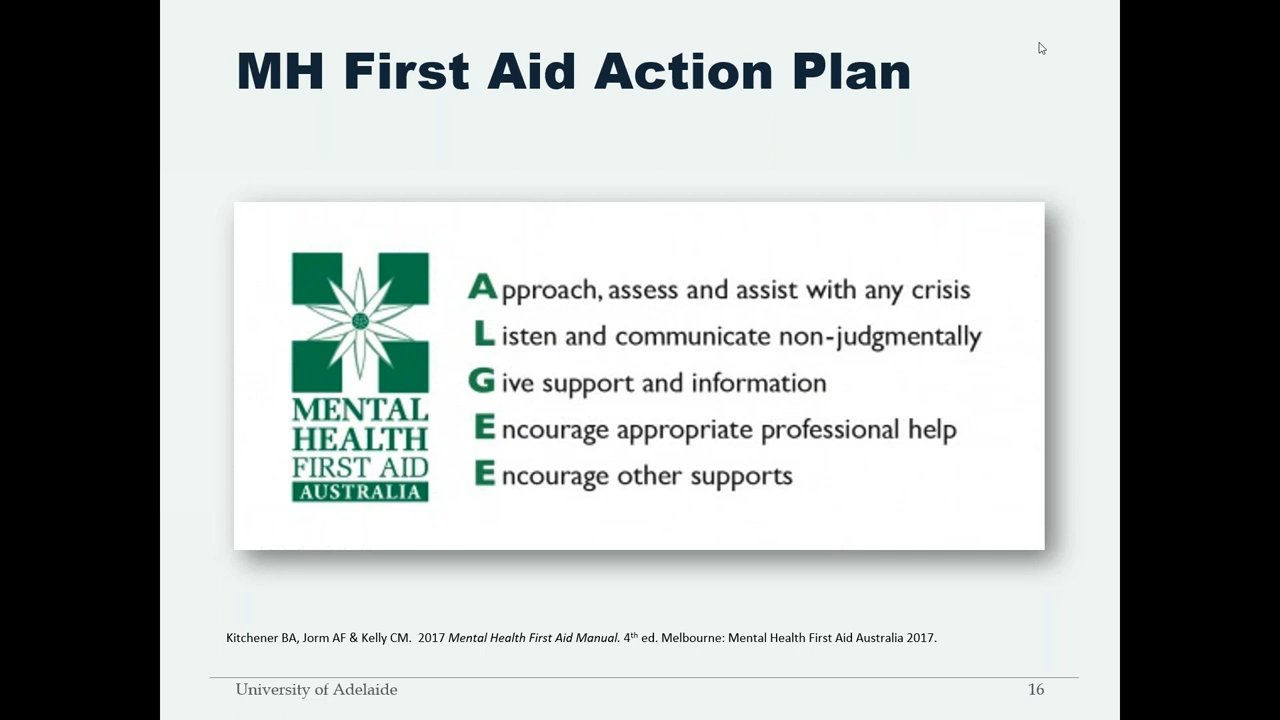 MH First Aid Action Plan
Approach, assess and assist with any crisis
Listen and communicate non-judgmentally
Give support and information
Encourage appropriate professional help
Encourage other supports
MENTAL
HEALTH
FIRST AID
AUSTRALIA
Kitchener BA, Jorm AF & Kelly CM.  2017 Mental Health First Aid Manual. 4th ed. Melbourne: Mental Health First Aid Australia 2017.
University of Adelaide
16